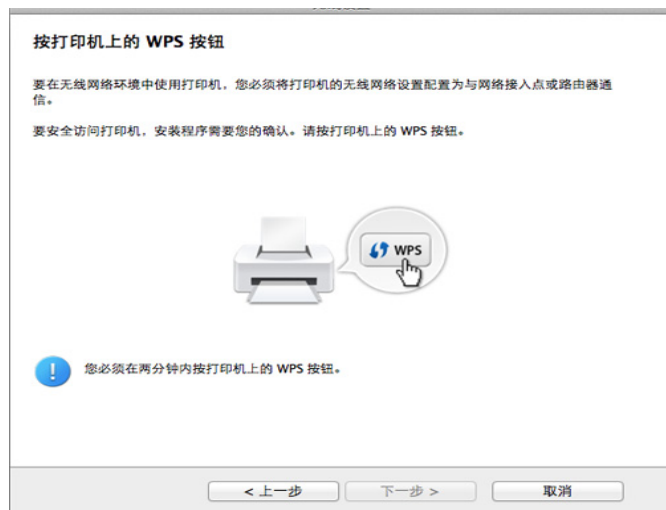 按打印机上的 WPS 按钮
要在无线网络环境中使用打印机，您必须将打印机的无线网络设置配置为与网络接入点或路由器通
信。
要安全访问打印机，安装程序需要您的确认。请按打印机上的 WPS 按钮。
WPS
您必须在两分钟内按打印机上的 WPS 按钮。
< 上一步 下一步 > 取消